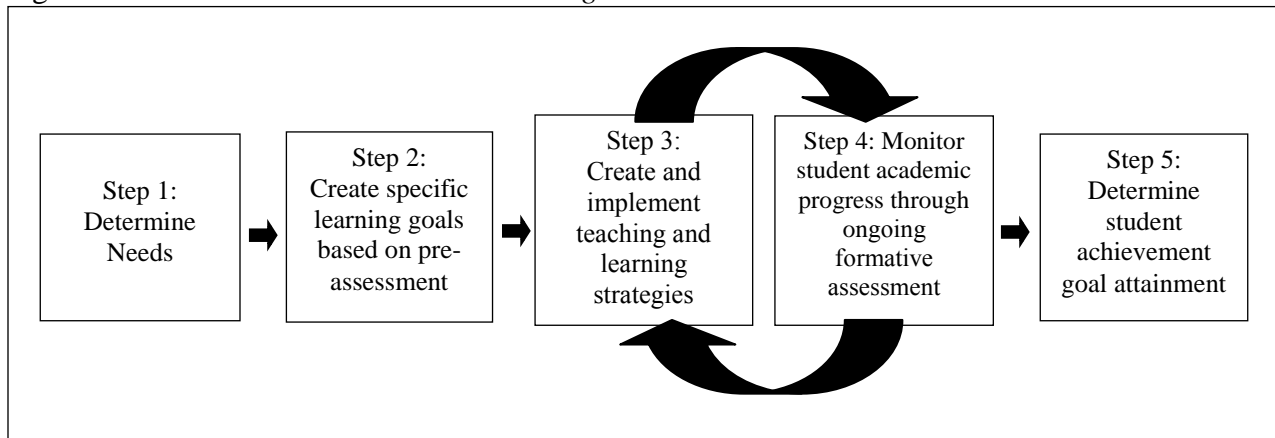 Step 1:
Determine
Needs
Step 2:
Create specific
learning goals
based on pre-
assessment
Step 3:
Create and
implement
teaching and
learning
strategies
Step 4: Monitor
student academic
progress through
ongoing
formative
assessment
Step 5:
Determine
student
achievement
goal attainment